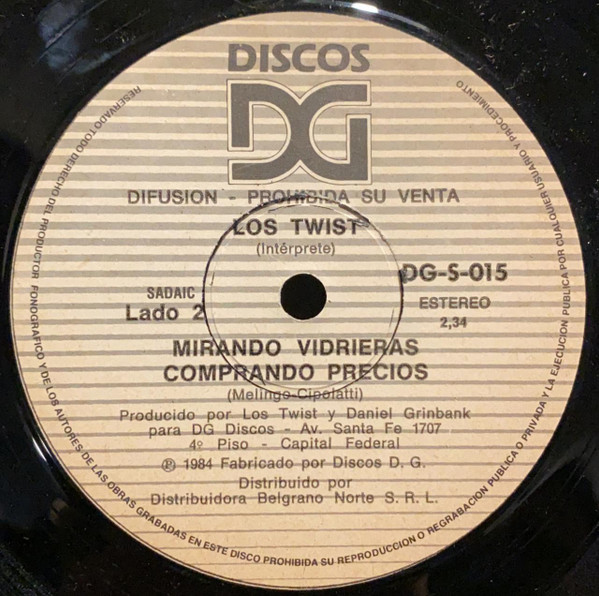 DISCOS
DG
DIFUSION - PROHIBIDA SU VENTA
LOS TWIST
(Intérprete)
DG-S-015
SADAIC
ESTEREO
Lado 2
2,34
MIRANDO VIDRIERAS
COMPRANDO PRECIOS
(Melingo-Cipolatti)
Producido por Los Twist y Daniel Grinbank
para DG Discos - Av. Santa Fe 1707
4º Piso - Capital Federal
℗ 1984 Fabricado por Discos D. G.
Distribuido por
Distribuidora Belgrano Norte S. R. L.
RESERVADO TODO DERECHO DEL PRODUCTOR FONOGRAFICO Y DE LOS AUTORES DE LAS OBRAS GRABADAS EN ESTE DISCO PROHIBIDA SU REPRODUCCION O REGRABACION PUBLICA O PRIVADA Y LA EJECUCION PUBLICA POR CUALQUIER USUARIO Y PROCEDIMIENTO